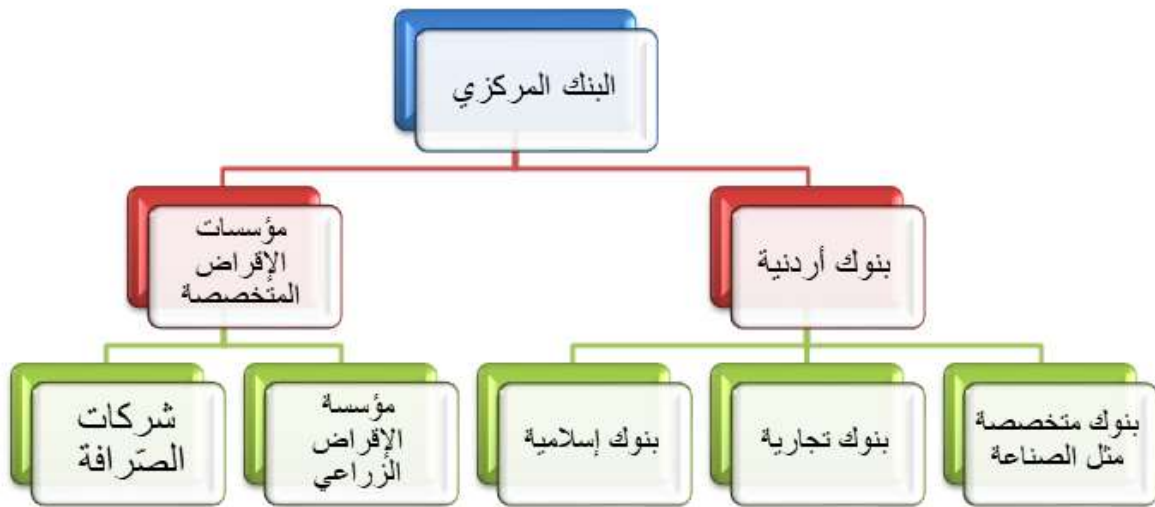 البنك المركزي
بنوك أردنية
مؤسسات
الإقراض
المتخصصة
بنوك متخصصة
مثل الصناعة
بنوك تجارية
بنوك إسلامية
مؤسسة
الإقراض
الزراعي
شركات
الصّرافة